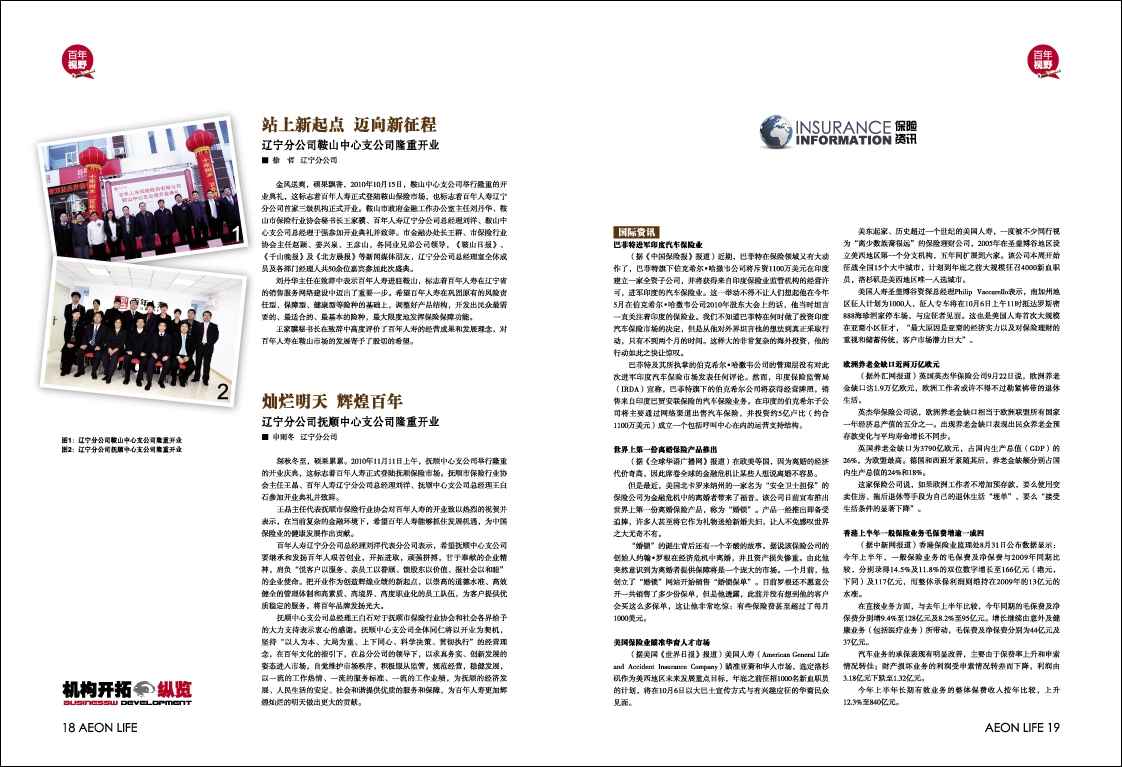 百年
视野
站上新起点 迈向新征程
辽宁分公司鞍山中心支公司隆重开业
■ 徐 哲 辽宁分公司
金风送爽，硕果飘香。2010年10月15日，鞍山中心支公司举行隆重的开
业典礼，这标志着百年人寿正式登陆鞍山保险市场，也标志着百年人寿辽宁
分公司首家三级机构正式开业。鞍山市政府金融工作办公室主任刘丹华、鞍
山市保险行业协会秘书长王家骥、百年人寿辽宁分公司总经理刘洋、鞍山中
心支公司总经理于强参加开业典礼并致辞。市金融办处长王群、市保险行业
协会主任赵颖、姜兴泉、王彦山，各同业兄弟公司领导，《鞍山日报》、
《千山晚报》及《北方晨报》等新闻媒体朋友，辽宁分公司总经理室全体成
员及各部门经理人共50余位嘉宾参加此次盛典。
刘丹华主任在致辞中表示百年人寿进驻鞍山，标志着百年人寿在辽宁省
的销售服务网络建设中迈出了重要一步。希望百年人寿在巩固原有的风险责
任型、保障型、健康型等险种的基础上，调整好产品结构，开发出民众最需
要的、最适合的、最基本的险种，最大限度地发挥保险保障功能。
王家骥秘书长在致辞中高度评价了百年人寿的经营成果和发展理念，对
百年人寿在鞍山市场的发展寄予了殷切的希望。
1
2
图1：辽宁分公司鞍山中心支公司隆重开业
图2：辽宁分公司抚顺中心支公司隆重开业
灿烂明天 辉煌百年
辽宁分公司抚顺中心支公司隆重开业
■ 申雨冬 辽宁分公司
深秋冬至，硕果累累。2010年11月11日上午，抚顺中心支公司举行隆重
的开业庆典，这标志着百年人寿正式登陆抚顺保险市场。抚顺市保险行业协
会主任王晶、百年人寿辽宁分公司总经理刘洋、抚顺中心支公司总经理王白
石参加开业典礼并致辞。
王晶主任代表抚顺市保险行业协会对百年人寿的开业致以热烈的祝贺并
表示，在当前复杂的金融环境下，希望百年人寿能够抓住发展机遇，为中国
保险业的健康发展作出贡献。
百年人寿辽宁分公司总经理刘洋代表分公司表示，希望抚顺中心支公司
要继承和发扬百年人艰苦创业，开拓进取，顽强拼搏，甘于奉献的企业精
神，肩负“悦客户以服务、亲员工以眷顾、馈股东以价值、报社会以和睦”
的企业使命。把开业作为创造辉煌业绩的新起点，以崇高的道德水准、高效
健全的管理体制和高素质、高境界、高度职业化的员工队伍，为客户提供优
质稳定的服务，将百年品牌发扬光大。
抚顺中心支公司总经理王白石对于抚顺市保险行业协会和社会各界给予
的大力支持表示衷心的感谢。抚顺中心支公司全体同仁将以开业为契机，
坚持“以人为本、大局为重、上下同心、科学决策、贯彻执行”的经营理
念，在百年文化的指引下，在总分公司的领导下，以求真务实、创新发展的
姿态进入市场，自觉维护市场秩序，积极服从监管，规范经营，稳健发展，
以一流的工作热情、一流的服务标准、一流的工作业绩，为抚顺的经济发
展、人民生活的安定、社会和谐提供优质的服务和保障，为百年人寿更加辉
煌灿烂的明天做出更大的贡献。
机构开拓 纵览
BUSINESSW DEVELOPMENT
18 AEON LIFE
百年
视野
INSURANCE 保险
INFORMATION 资讯
国际资讯
巴菲特进军印度汽车保险业
（据《中国保险报》报道）近期，巴菲特在保险领域又有大动
作了，巴菲特旗下伯克希尔·哈撒韦公司将斥资1100万美元在印度
建立一家全资子公司，并将获得来自印度保险业监管机构的经营许
可，进军印度的汽车保险业。这一举动不得不让人们想起他在今年
5月在伯克希尔·哈撒韦公司2010年股东大会上的话，他当时坦言
一直关注着印度的保险业。我们不知道巴菲特在何时做了投资印度
汽车保险市场的决定，但是从他对外界坦言他的想法到真正采取行
动，只有不到两个月的时间。这样大的非常复杂的海外投资，他的
行动如此之快让惊叹。
巴菲特及其所执掌的伯克希尔·哈撒韦公司的管理层没有对此
次进军印度汽车保险市场发表任何评论。然而，印度保险监管局
（IRDA）宣称，巴菲特旗下的伯克希尔公司将获得经营牌照，销
售来自印度巴贾安联保险的汽车保险业务。在印度的伯克希尔子公
司将主要通过网络渠道出售汽车保险，并投资约5亿卢比（约合
1100万美元）成立一个包括呼叫中心在内的运营支持结构。
世界上第一份离婚保险产品推出
（据《全球华语广播网》报道）在欧美等国，因为离婚的经济
代价奇高，因此席卷全球的金融危机让某些人想说离婚不容易。
但是最近，美国北卡罗来纳州的一家名为“安全卫士担保”的
保险公司为金融危机中的离婚者带来了福音。该公司日前宣布推出
世界上第一份离婚保险产品，称为“婚锁”。产品一经推出即备受
追捧，许多人甚至将它作为礼物送给新婚夫妇，让人不免感叹世界
之大无奇不有。
“婚锁”的诞生背后还有一个辛酸的故事。据说该保险公司的
创始人约翰·罗根在经济危机中离婚，并且资产损失惨重。由此他
突然意识到为离婚者提供保障将是一个庞大的市场。一个月前，他
创立了“婚锁”网站开始销售“婚锁保单”。目前罗根还不愿意公
开一共销售了多少份保单，但是他透露，此前并没有想到他的客户
会买这么多保单，这让他非常吃惊：有些保险费甚至超过了每月
1000美元。
美国保险业瞄准华裔人才市场
（据美国《世界日报》报道）美国人寿（American General Life
and Accident Insurance Company）瞄准亚裔和华人市场，选定洛杉
矶作为美西地区未来发展重点目标，年底之前征招1000名新血职员
的计划，将在10月6日以大巴士宣传方式与有兴趣应征的华裔民众
见面。
美东起家、历史超过一个世纪的美国人寿，一度被不少同行视
为“离少数族裔很远”的保险理财公司，2005年在圣盖博谷地区设
立美西地区第一个分支机构，五年间扩展到六家。该公司本周开始
征战全国15个大中城市，计划到年底之前大规模征召4000新血职
员，洛杉矶是美西地区唯一入选城市。
美国人寿圣盖博谷资深总经理Philip Vaccarello表示，南加州地
区征人计划为1000人，征人专车将在10月6日上午11时抵达罗斯密
888海珍酒家停车场，与应征者见面。这也是美国人寿首次大规模
在亚裔小区征才，“最大原因是亚裔的经济实力以及对保险理财的
重视和储蓄传统，客户市场潜力巨大”。
欧洲养老金缺口近两万亿欧元
（据外汇网报道）英国英杰华保险公司9月22日说，欧洲养老
金缺口达1.9万亿欧元，欧洲工作者或许不得不过勒紧裤带的退休
生活。
英杰华保险公司说，欧洲养老金缺口相当于欧洲联盟所有国家
一年经济总产值的五分之一。出现养老金缺口表现出民众养老金预
存款变化与平均寿命增长不同步。
英国养老金缺口为3790亿欧元，占国内生产总值（GDP）的
26%，为欧盟最高。德国和西班牙紧随其后，养老金缺额分别占国
内生产总值的24%和18%。
这家保险公司说，如果欧洲工作者不增加预存款，要么使用变
卖住房、拖后退休等手段为自己的退休生活“埋单”，要么“接受
生活条件的显著下降”。
香港上半年一般保险业务毛保费增逾一成四
（据中新网报道）香港保险业监理处8月31日公布数据显示：
今年上半年，一般保险业务的毛保费及净保费与2009年同期比
较，分别录得14.5%及11.8%的双位数字增长至166亿元（港元，
下同）及117亿元，而整体承保利润则维持在2009年的13亿元的
水准。
在直接业务方面，与去年上半年比较，今年同期的毛保费及净
保费分别增9.4%至128亿元及8.2%至95亿元。增长继续由意外及健
康业务（包括医疗业务）所带动，毛保费及净保费分别为44亿元及
37亿元。
汽车业务的承保表现有明显改善，主要由于保费率上升和申索
情况转佳；财产损坏业务的利润受申索情况转差而下降，利润由
3.18亿元下跌至1.32亿元。
今年上半年长期有效业务的整体保费收入按年比较，上升
12.3%至840亿元。
AEON LIFE 19